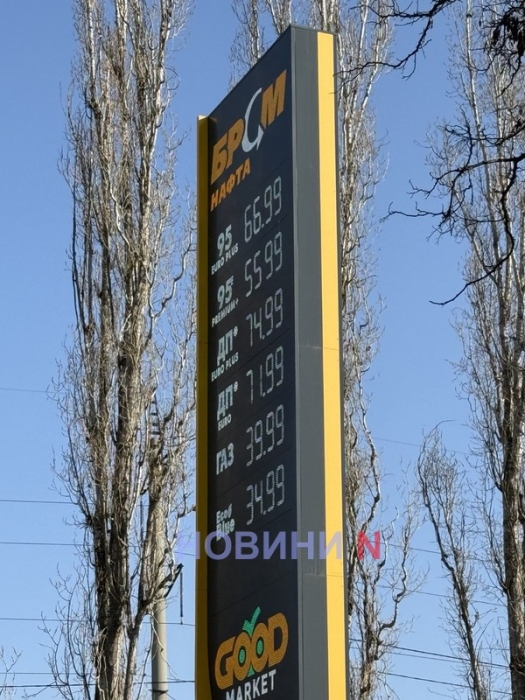 БРСМ
НАФТА
95 66.99
EURO PLUS
95 55.99
PREMIUM+
ДП® 74.99
EURO PLUS
ДП® 71.99
EURO
ГАЗ 39.99
34.99
НОВИНИ N
GOOD
MARKET